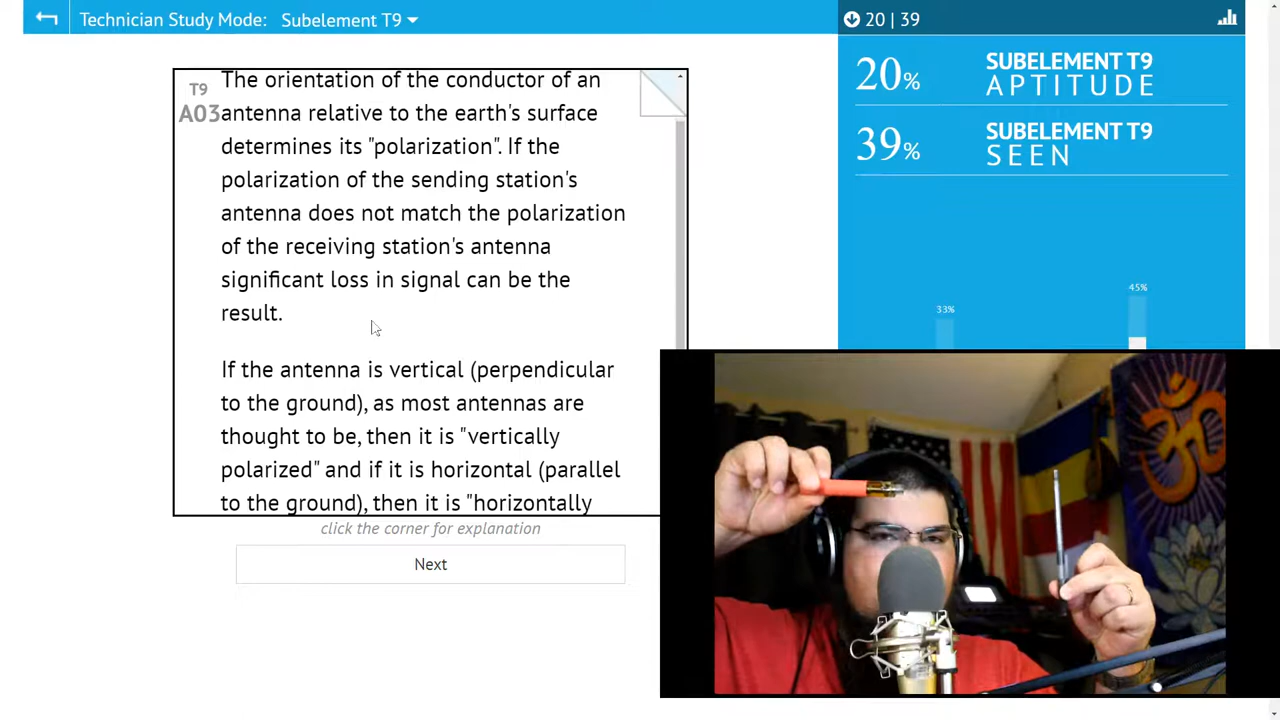 Technician Study Mode: Subelement T9
20 | 39
T9
A03
The orientation of the conductor of an
antenna relative to the earth's surface
determines its "polarization". If the
polarization of the sending station's
antenna does not match the polarization
of the receiving station's antenna
significant loss in signal can be the
result.
If the antenna is vertical (perpendicular
to the ground), as most antennas are
thought to be, then it is "vertically
polarized" and if it is horizontal (parallel
to the ground), then it is "horizontally
click the corner for explanation
Next
20%
SUBELEMENT T9
APTITUDE
39%
SUBELEMENT T9
SEEN
33%
45%
ॐ